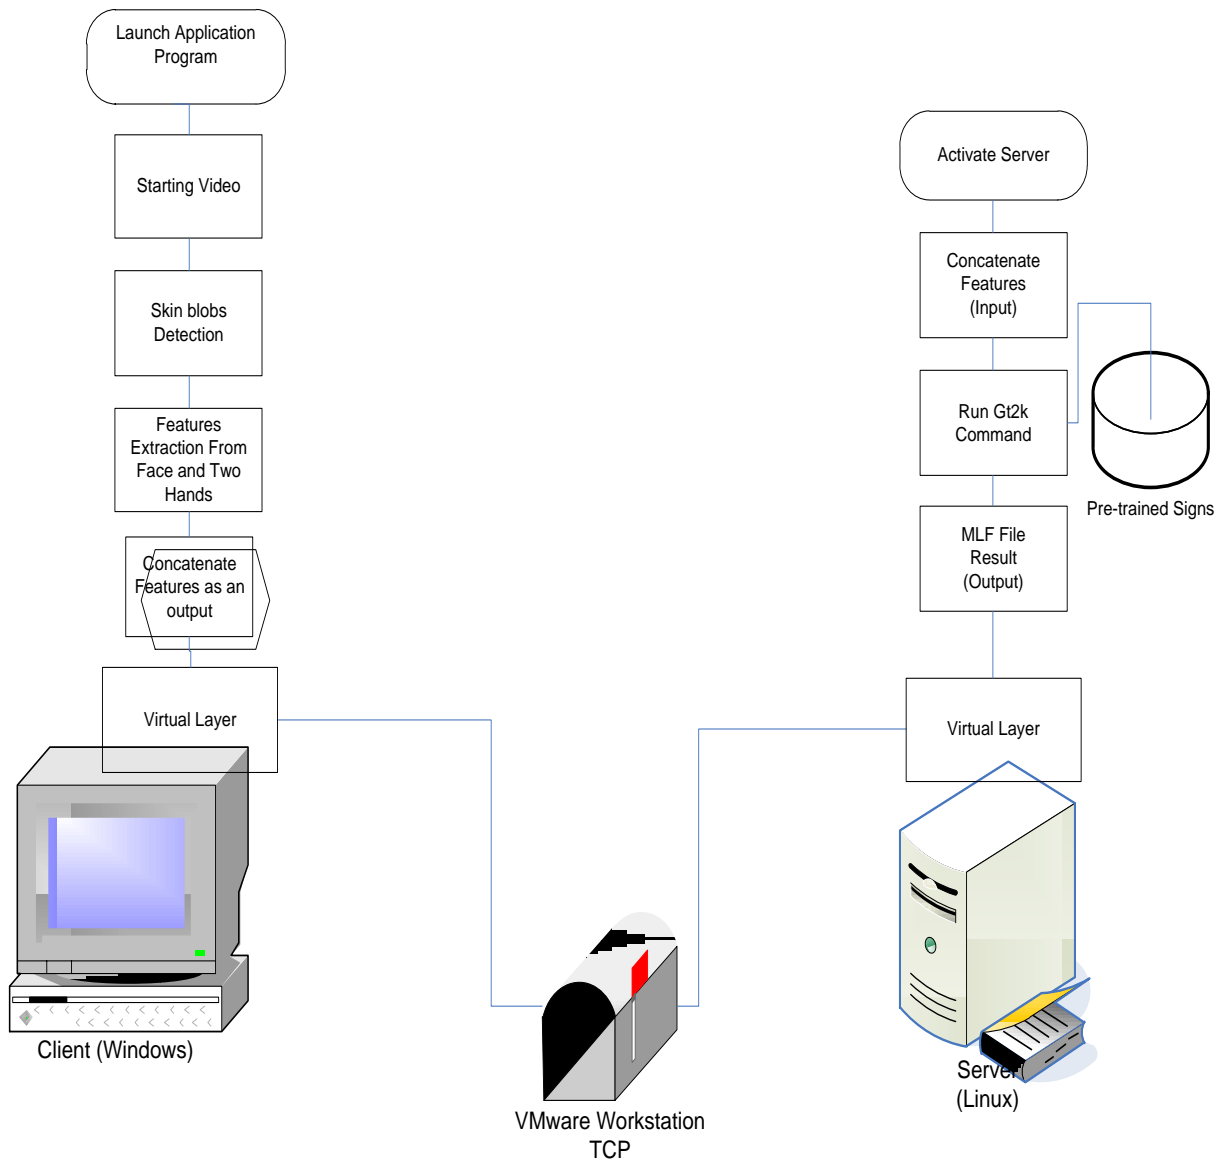 Launch Application
Program
Starting Video
Skin blobs
Detection
Features
Extraction From
Face and Two
Hands
Concatenate
Features as an
output
Virtual Layer
Client (Windows)
VMware Workstation
TCP
Activate Server
Concatenate
Features
(Input)
Run Gt2k
Command
Pre-trained Signs
MLF File
Result
(Output)
Virtual Layer
Server
(Linux)